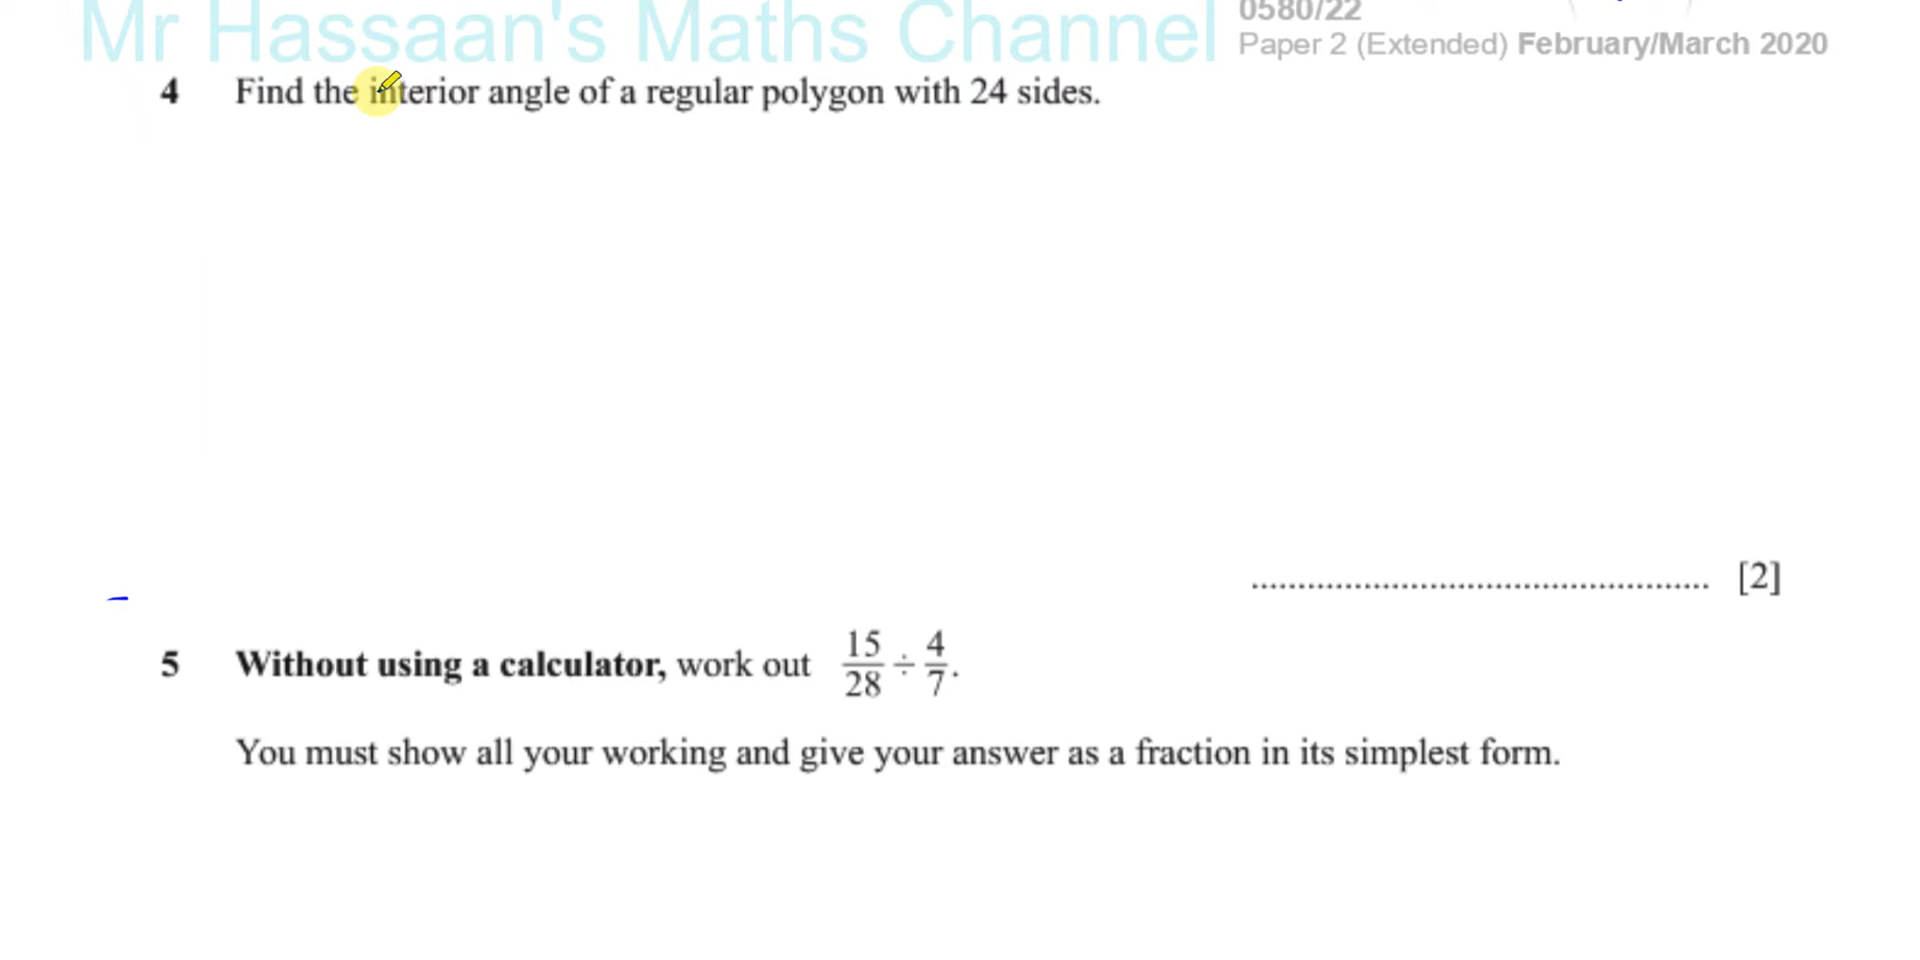 Mr Hassaan's Maths Channel
0580/22
Paper 2 (Extended) February/March 2020
4 Find the interior angle of a regular polygon with 24 sides.
.................................................. [2]
5 Without using a calculator, work out 15/28 ÷ 4/7.
You must show all your working and give your answer as a fraction in its simplest form.